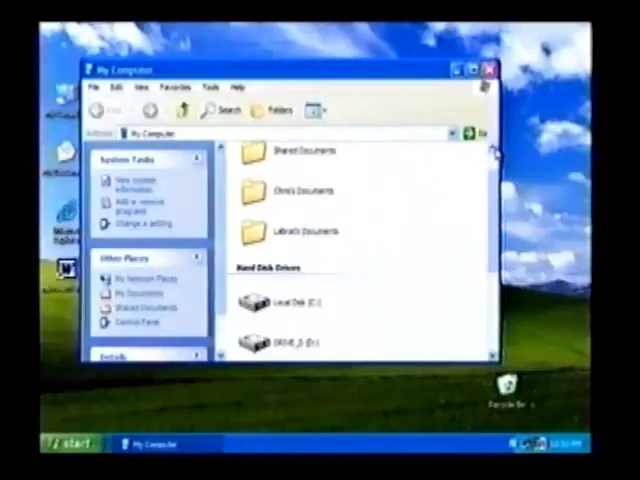 My Computer
File Edit View Favorites Tools Help
Search Folders
Address My Computer Go
System Tasks
View system
information
Add or remove
programs
Change a setting
Other Places
My Network Places
My Documents
Shared Documents
Control Panel
Details
Shared Documents
Chris's Documents
Hard Disk Drives
Local Disk (C:)
DRIVE_D (D:)
Recycle Bin
start
My Computer